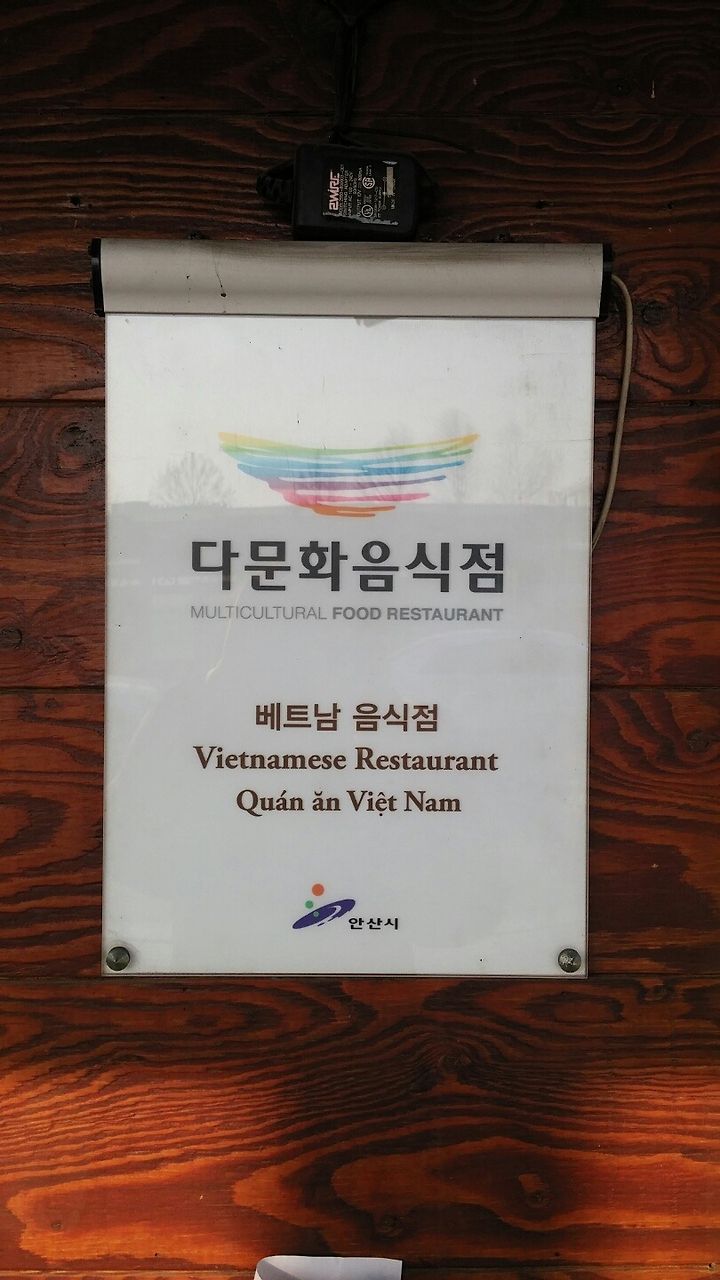 2WIRE
다문화음식점
MULTICULTURAL FOOD RESTAURANT
베트남 음식점
Vietnamese Restaurant
Quán ăn Việt Nam
안산시